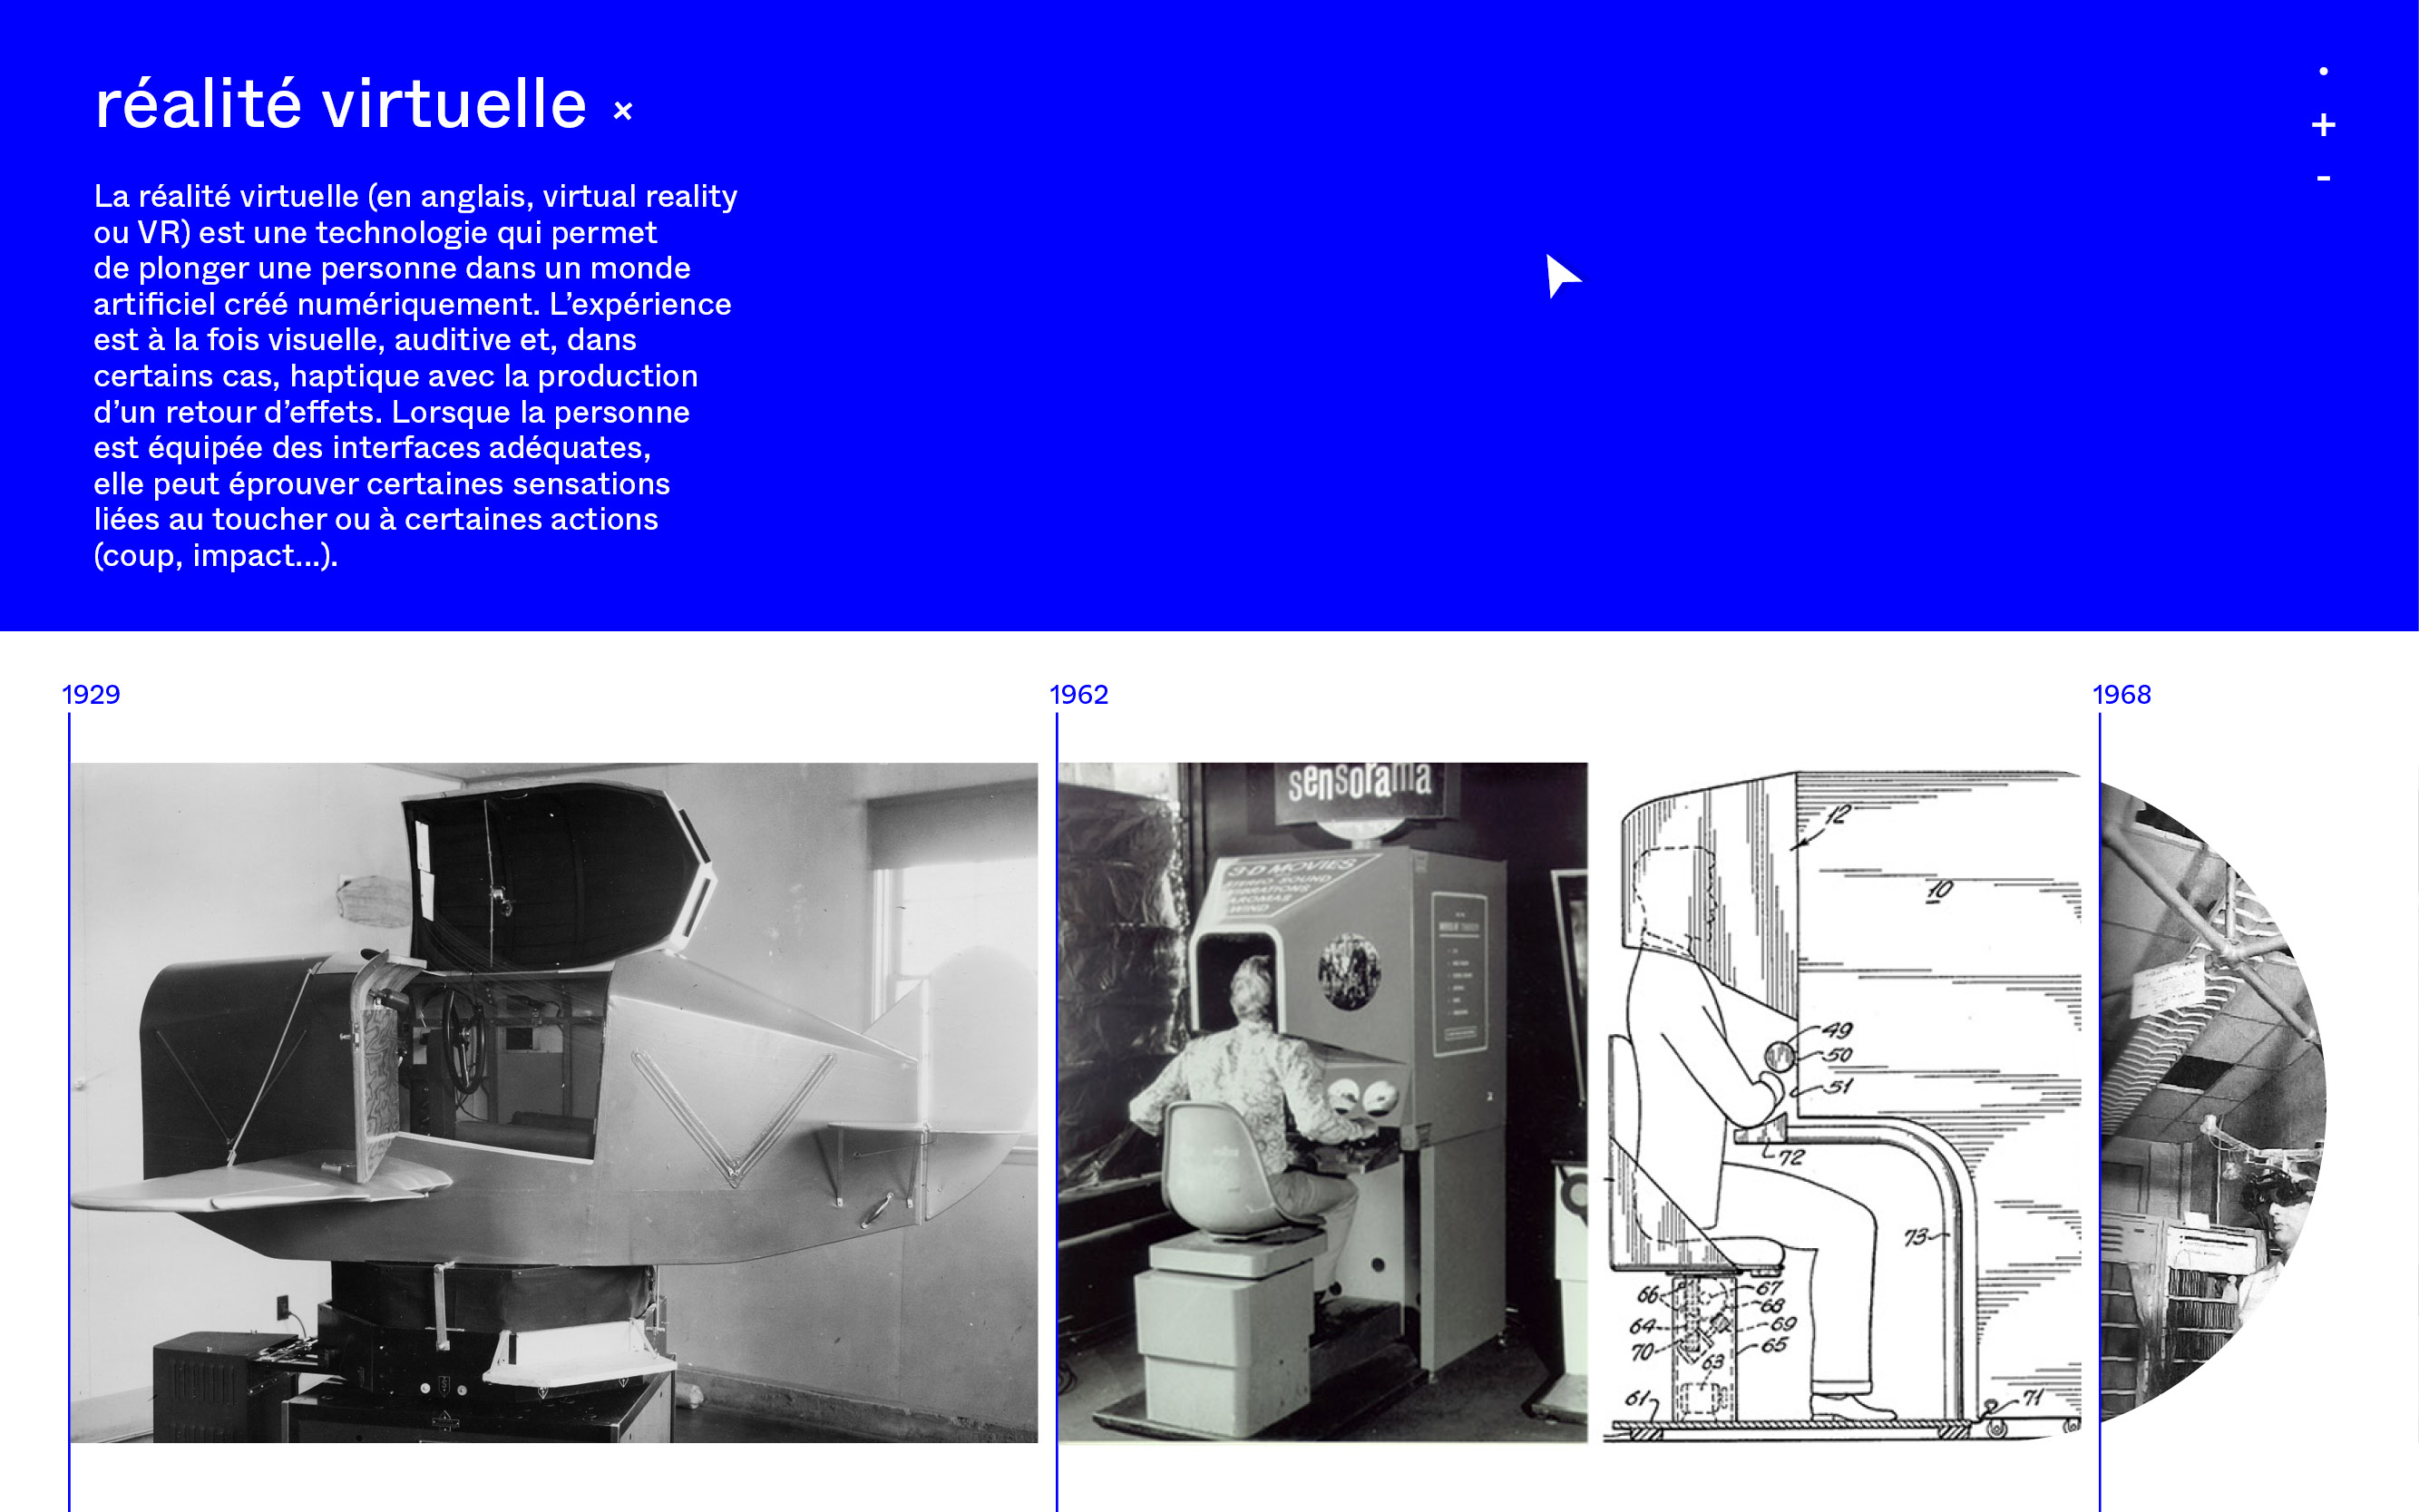 réalité virtuelle ×
La réalité virtuelle (en anglais, virtual reality
ou VR) est une technologie qui permet
de plonger une personne dans un monde
artificiel créé numériquement. L’expérience
est à la fois visuelle, auditive et, dans
certains cas, haptique avec la production
d’un retour d’effets. Lorsque la personne
est équipée des interfaces adéquates,
elle peut éprouver certaines sensations
liées au toucher ou à certaines actions
(coup, impact...).
+
-
1929
1962
1968
sensorama
3-D MOVIES
STEREO SOUND
VIBRATIONS
AROMAS
WIND
12
10
49
50
51
72
73
66
67
68
64
69
70
65
63
61
71